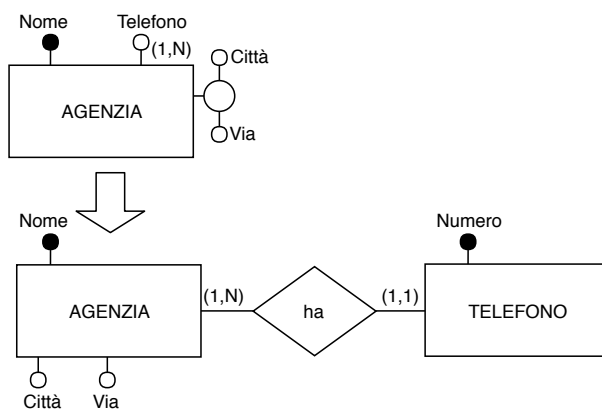 Nome Telefono
(1,N)
Città
AGENZIA
Via
Nome Numero
(1,N) (1,1)
AGENZIA ha TELEFONO
Città Via